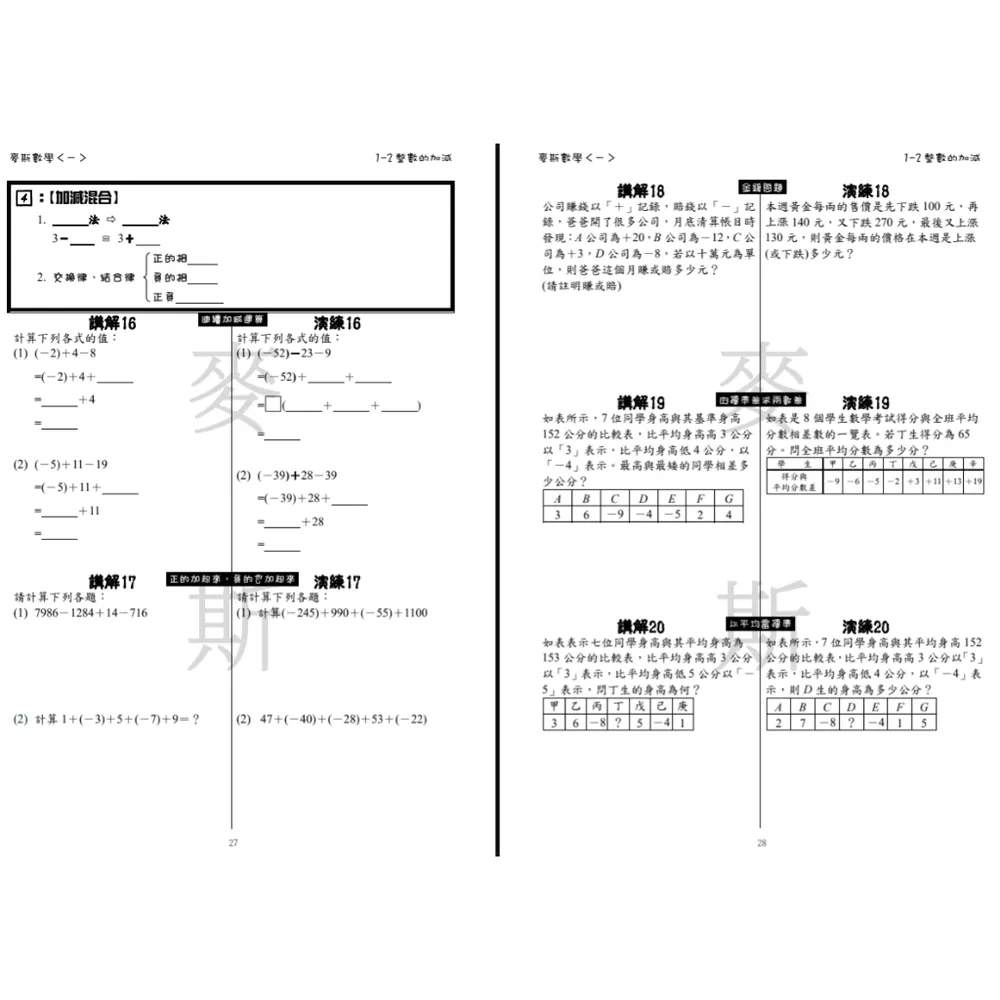 麥斯數學＜一＞
1-2 整數的加減
4：【加減混合】
1. ______法 ⇨ ______法
3－____ ＝ 3＋____
正的相_____
2. 交換律、結合律 負的相_____
正負________
講解16 連續加減運算 演練16
計算下列各式的值：
(1) (－2)＋4－8
=(－2)＋4＋______
=______＋4
=______
(2) (－5)＋11－19
=(－5)＋11＋______
=______＋11
=______
計算下列各式的值：
(1) (－52)－23－9
=(－52)＋______＋______
=□(______＋______＋______)
=______
(2) (－39)＋28－39
=(－39)＋28＋______
=______＋28
=______
講解17 正的加起來，負的也加起來 演練17
請計算下列各題：
(1) 7986－1284＋14－716
(2) 計算 1＋(－3)＋5＋(－7)＋9＝？
請計算下列各題：
(1) 計算(－245)＋990＋(－55)＋1100
(2) 47＋(－40)＋(－28)＋53＋(－22)
麥
斯
27
麥斯數學＜一＞
1-2 整數的加減
講解18 金錢問題 演練18
公司賺錢以「＋」記錄，賠錢以「－」記
錄，爸爸開了很多公司，月底清算帳目時
發現：A 公司為＋20，B 公司為－12，C 公
司為＋3，D 公司為－8，若以十萬元為單
位，則爸爸這個月賺或賠多少元？
(請註明賺或賠)
本週黃金每兩的售價是先下跌 100 元，再
上漲 140 元，又下跌 270 元，最後又上漲
130 元，則黃金每兩的價格在本週是上漲
(或下跌)多少元？
講解19 由標準差求兩數差 演練19
如表所示，7 位同學身高與其基準身高
152 公分的比較表，比平均身高高 3 公分
以「3」表示，比平均身高低 4 公分，以
「－4」表示。最高與最矮的同學相差多
少公分？
A B C D E F G
3 6 －9 －4 －5 2 4
如表是 8 個學生數學考試得分與全班平均
分數相差數的一覽表。若丁生得分為 65
分。問全班平均分數為多少分？
學 生 甲 乙 丙 丁 戊 己 庚 辛
得分與
平均分數差 －9 －6 －5 －2 ＋3 ＋11 ＋13 ＋19
講解20 以平均當標準 演練20
如表表示七位同學身高與其平均身高為
153 公分的比較表，比平均身高高 3 公分
以「3」表示，比平均身高低 5 公分以「－
5」表示，問丁生的身高為何？
甲 乙 丙 丁 戊 己 庚
3 6 －8 ？ 5 －4 1
如表所示，7 位同學身高與其平均身高 152
公分的比較表，比平均身高高 3 公分以「3」
表示，比平均身高低 4 公分，以「－4」表
示，則 D 生的身高為多少公分？
A B C D E F G
2 7 －8 ？ －4 1 5
麥
斯
28